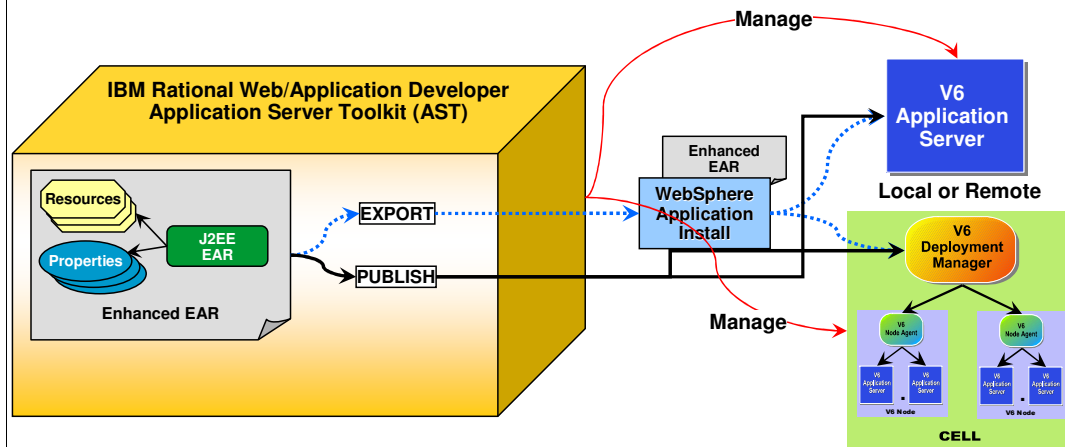 Manage
IBM Rational Web/Application Developer
Application Server Toolkit (AST)
V6
Application
Server
Local or Remote
Enhanced
EAR
WebSphere
Application
Install
Resources
J2EE
EAR
Properties
Enhanced EAR
EXPORT
PUBLISH
Manage
V6
Deployment
Manager
V6
Node Agent
V6
Application
Server
.
V6
Application
Server
V6 Node
V6
Node Agent
V6
Application
Server
.
V6
Application
Server
V6 Node
CELL